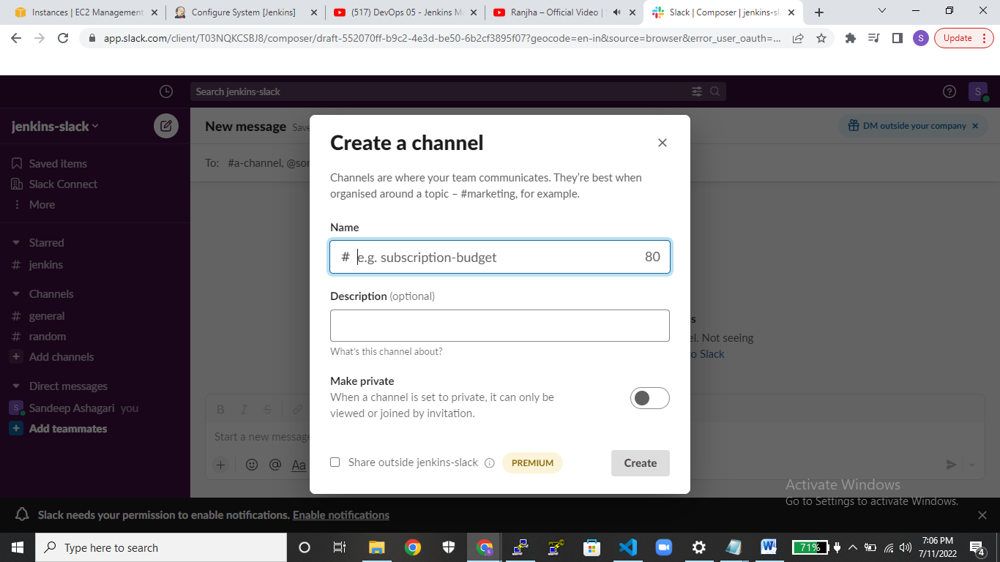 Instances | EC2 Management
Configure System [Jenkins]
(517) DevOps 05 - Jenkins Ma
Ranjha – Official Video |
Slack | Composer | jenkins-sla
app.slack.com/client/T03NQKCSBJ8/composer/draft-552070ff-b9c2-4e3d-be50-6b2cf3895f07?geocode=en-in&source=browser&error_user_oauth=...
S
Update
Search jenkins-slack
S
jenkins-slack
New message
Save
DM outside your company
To: #a-channel, @so
Saved items
Slack Connect
More
Starred
# jenkins
Channels
# general
# random
+ Add channels
Direct messages
S Sandeep Ashagari you
+ Add teammates
Create a channel
Channels are where your team communicates. They're best when
organised around a topic – #marketing, for example.
Name
# e.g. subscription-budget 80
Description (optional)
What's this channel about?
Make private
When a channel is set to private, it can only be
viewed or joined by invitation.
Share outside jenkins-slack
PREMIUM
Create
s
el. Not seeing
o Slack
B I S
Start a new message
+ @ Aa
Activate Windows
Go to Settings to activate Windows.
Slack needs your permission to enable notifications. Enable notifications
Type here to search
71%
7:06 PM
7/11/2022
4